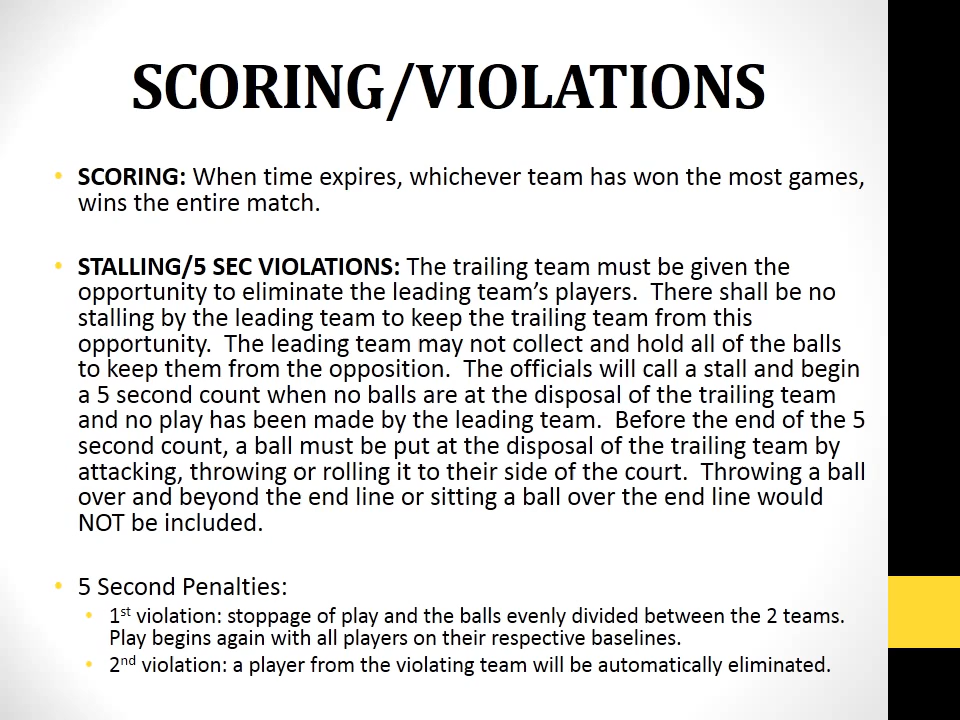 SCORING/VIOLATIONS
• SCORING: When time expires, whichever team has won the most games,
wins the entire match.
• STALLING/5 SEC VIOLATIONS: The trailing team must be given the
opportunity to eliminate the leading team’s players.  There shall be no
stalling by the leading team to keep the trailing team from this
opportunity.  The leading team may not collect and hold all of the balls
to keep them from the opposition.  The officials will call a stall and begin
a 5 second count when no balls are at the disposal of the trailing team
and no play has been made by the leading team.  Before the end of the 5
second count, a ball must be put at the disposal of the trailing team by
attacking, throwing or rolling it to their side of the court.  Throwing a ball
over and beyond the end line or sitting a ball over the end line would
NOT be included.
• 5 Second Penalties:
• 1st violation: stoppage of play and the balls evenly divided between the 2 teams.
Play begins again with all players on their respective baselines.
• 2nd violation: a player from the violating team will be automatically eliminated.